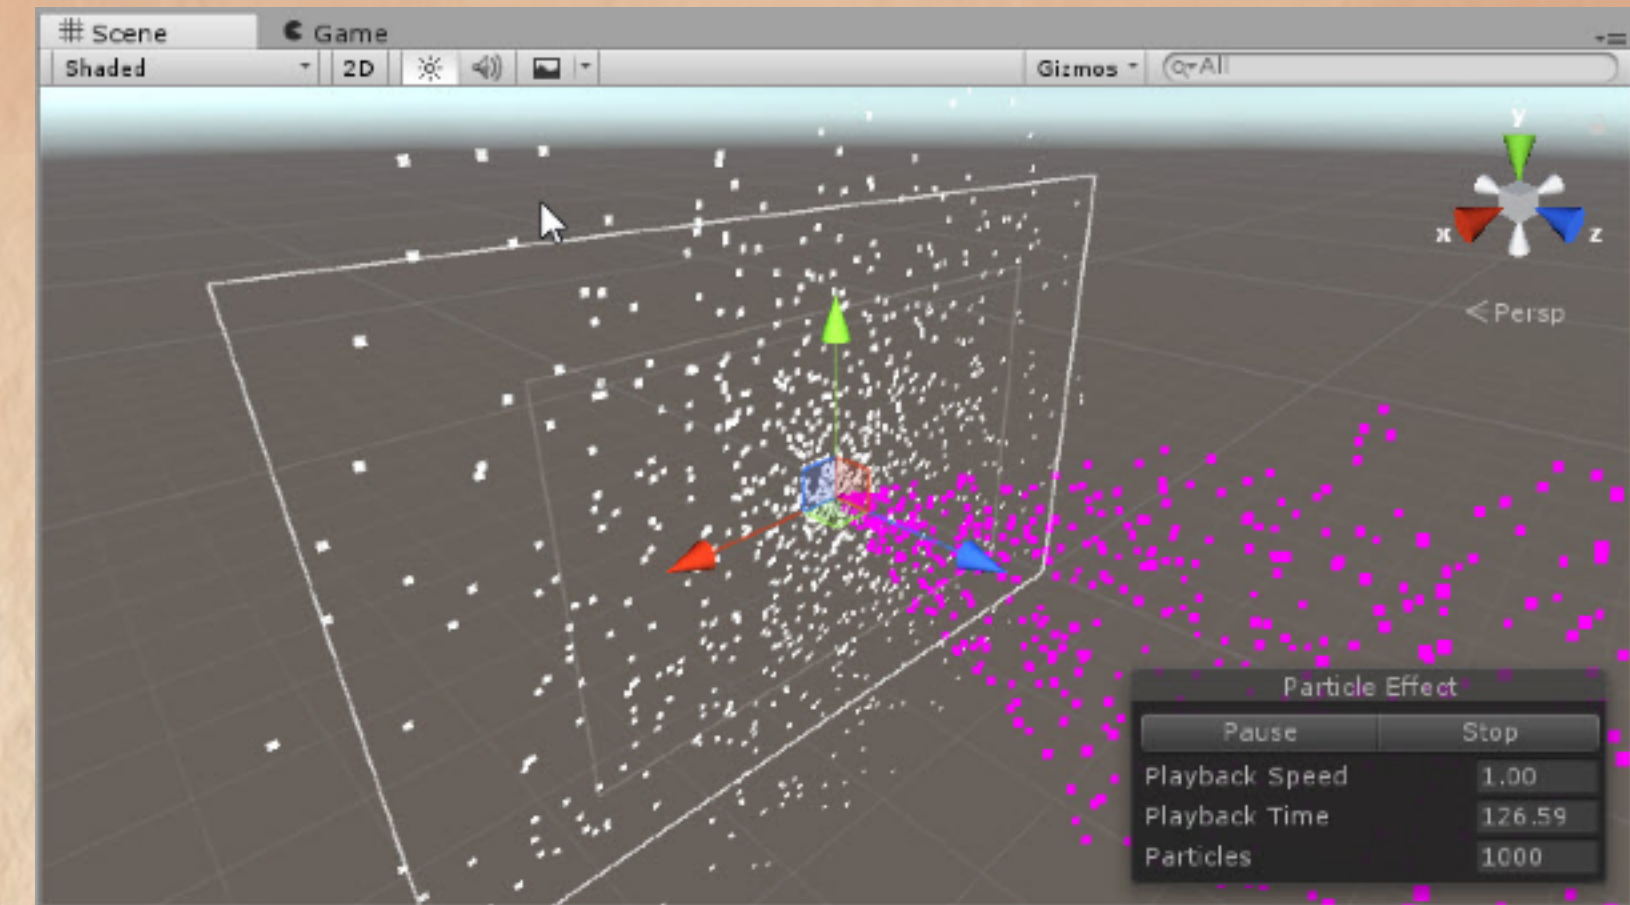 Scene Game
Shaded 2D Gizmos All
y
x z
Persp
Particle Effect
Pause Stop
Playback Speed 1.00
Playback Time 126.59
Particles 1000